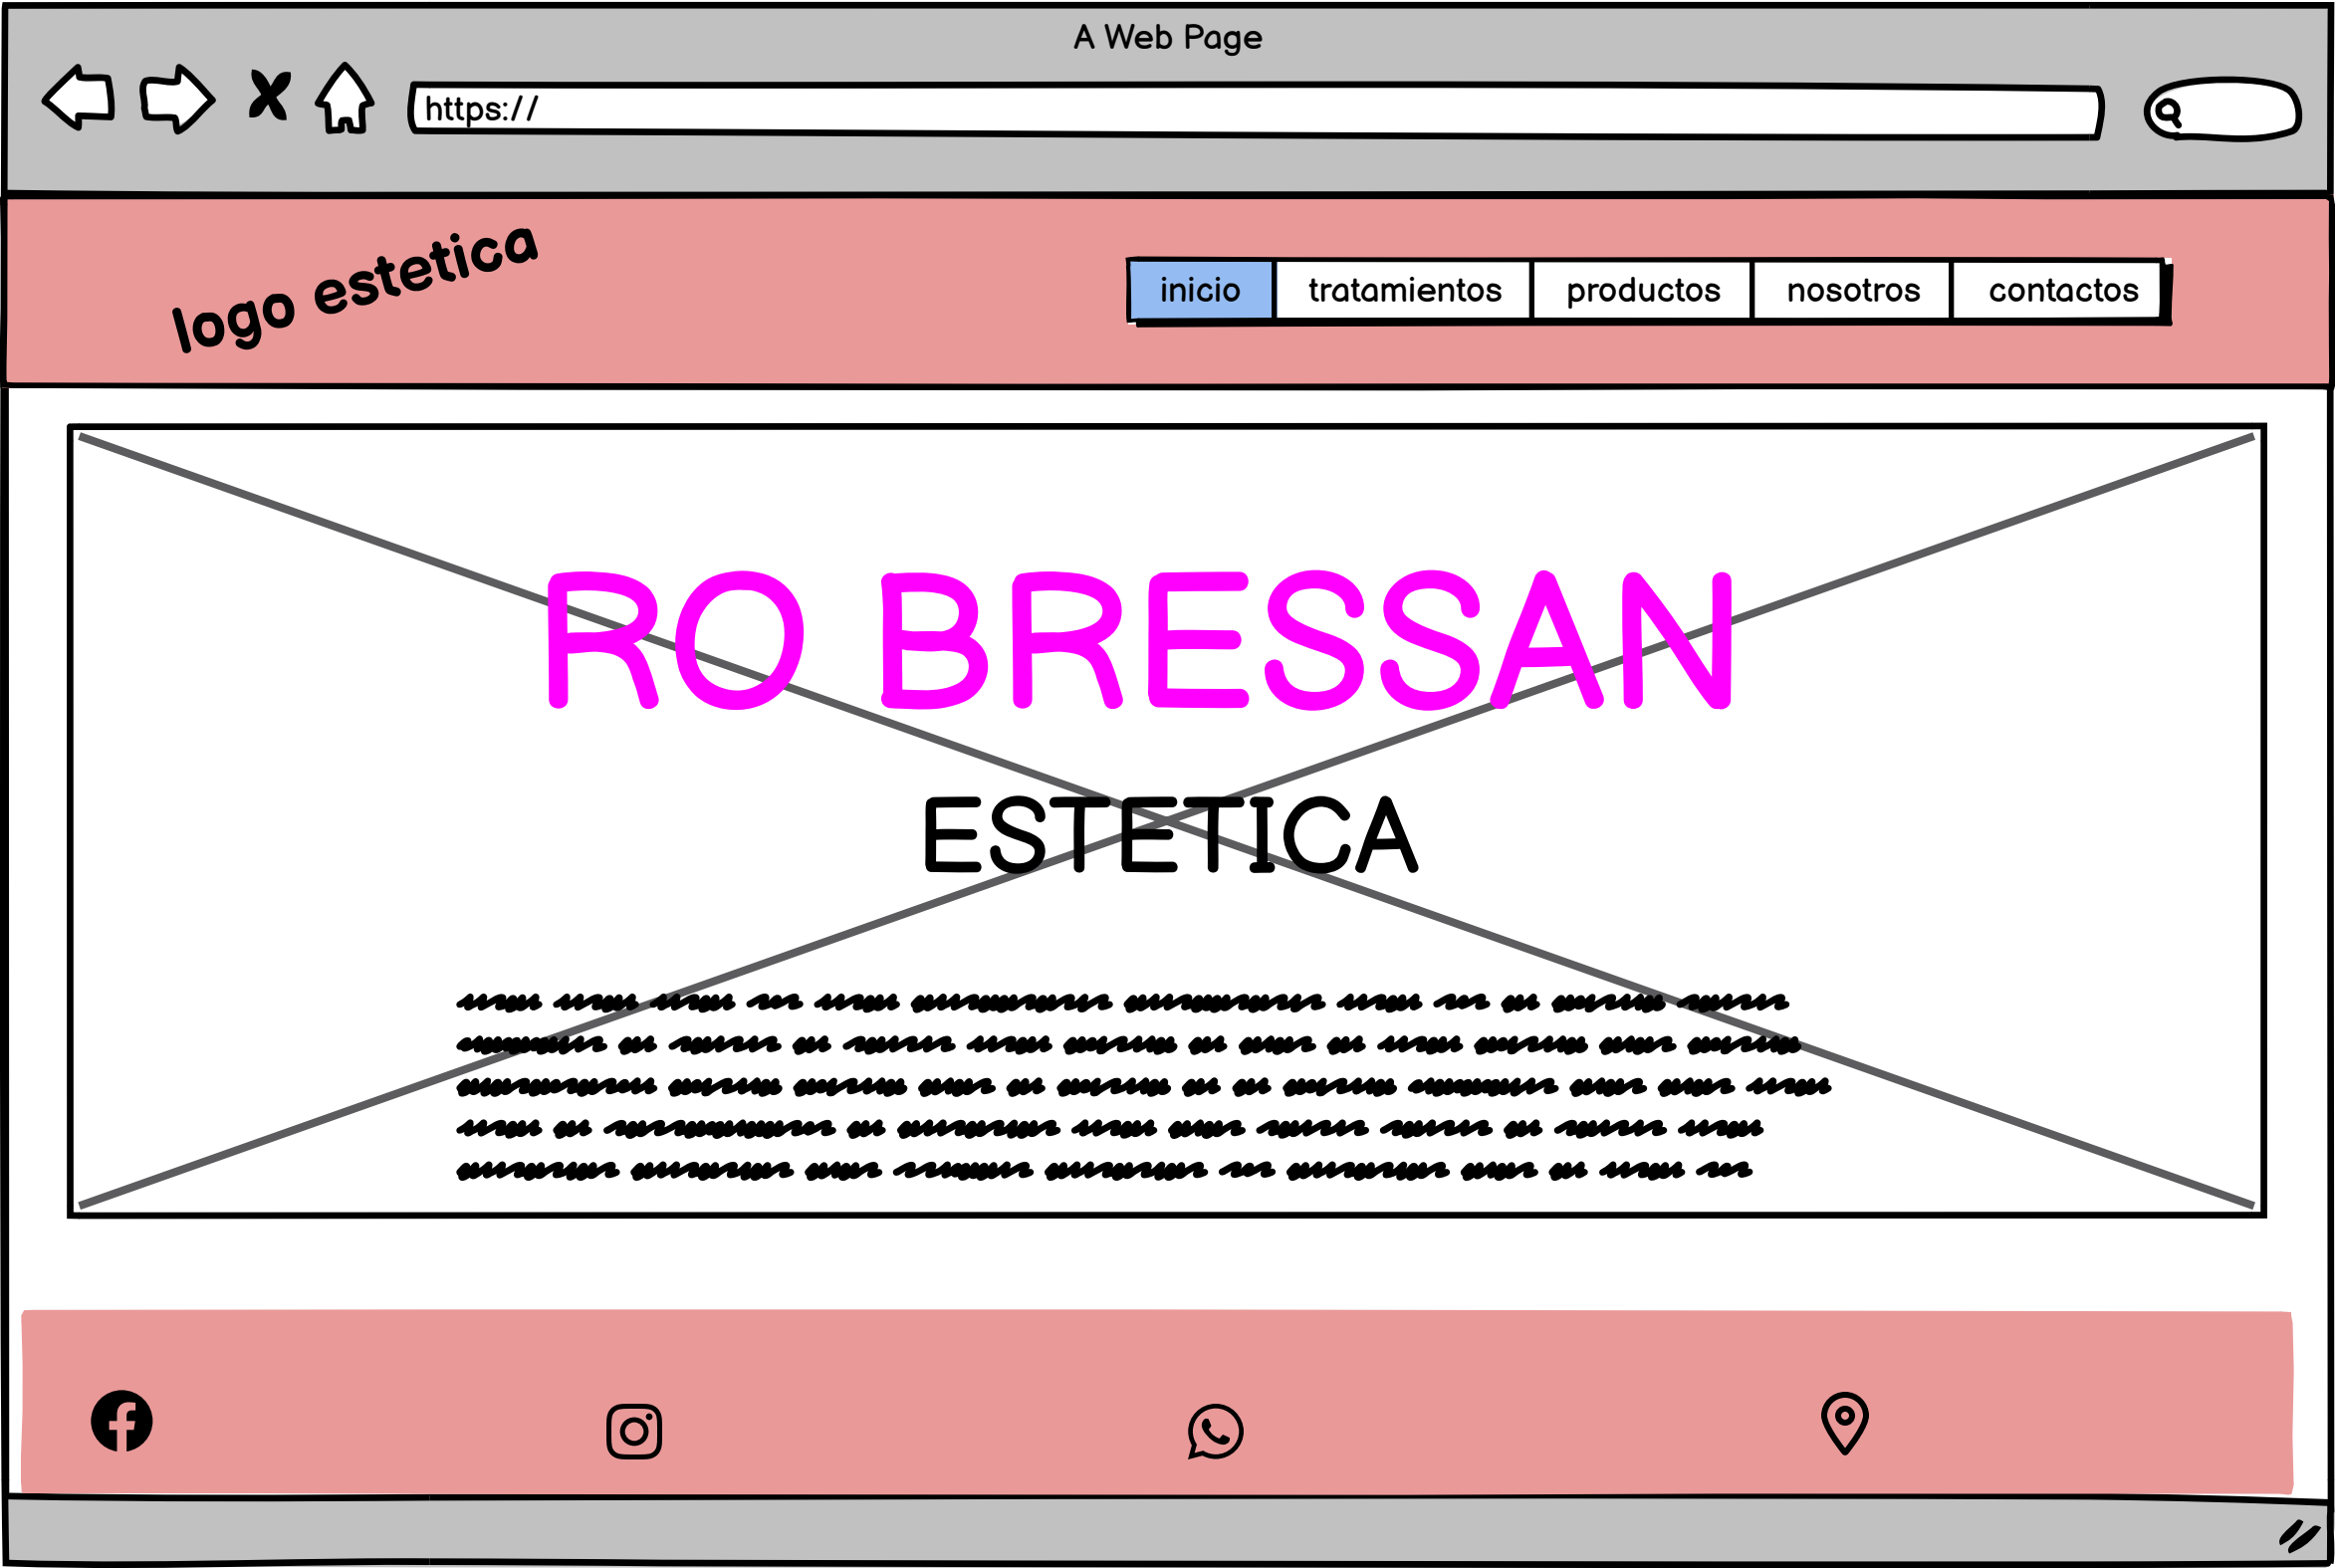 A Web Page
https://
logo estetica
inicio tratamientos productos nosotros contactos
RO BRESSAN
ESTETICA